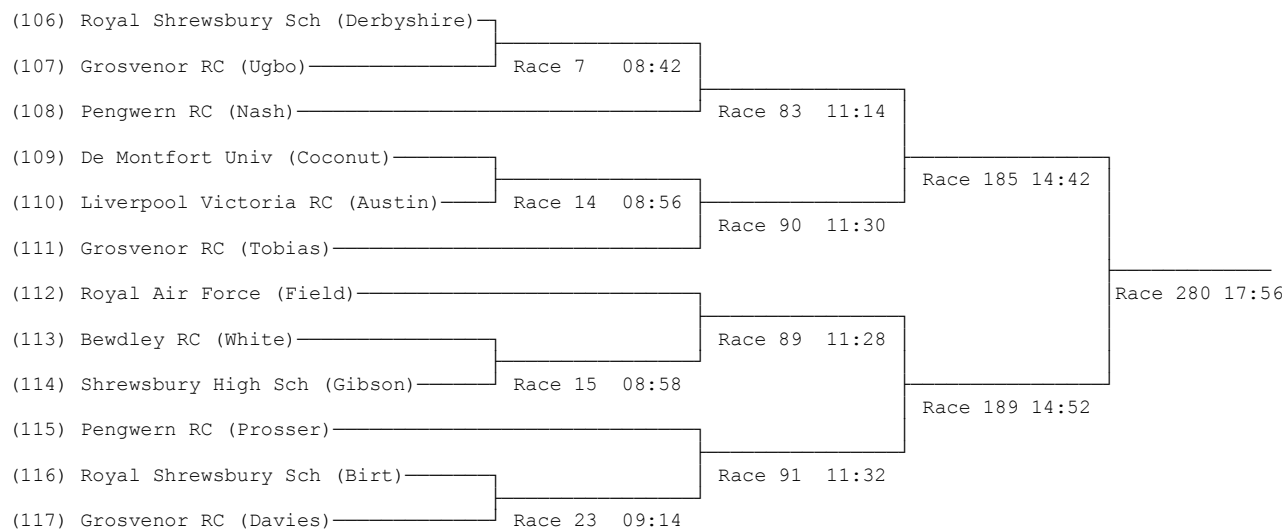 (106) Royal Shrewsbury Sch (Derbyshire)
(107) Grosvenor RC (Ugbo)
Race 7 08:42
(108) Pengwern RC (Nash)
Race 83 11:14
(109) De Montfort Univ (Coconut)
Race 185 14:42
(110) Liverpool Victoria RC (Austin)
Race 14 08:56
Race 90 11:30
(111) Grosvenor RC (Tobias)
(112) Royal Air Force (Field)
Race 280 17:56
(113) Bewdley RC (White)
Race 89 11:28
(114) Shrewsbury High Sch (Gibson)
Race 15 08:58
Race 189 14:52
(115) Pengwern RC (Prosser)
(116) Royal Shrewsbury Sch (Birt)
Race 91 11:32
(117) Grosvenor RC (Davies)
Race 23 09:14